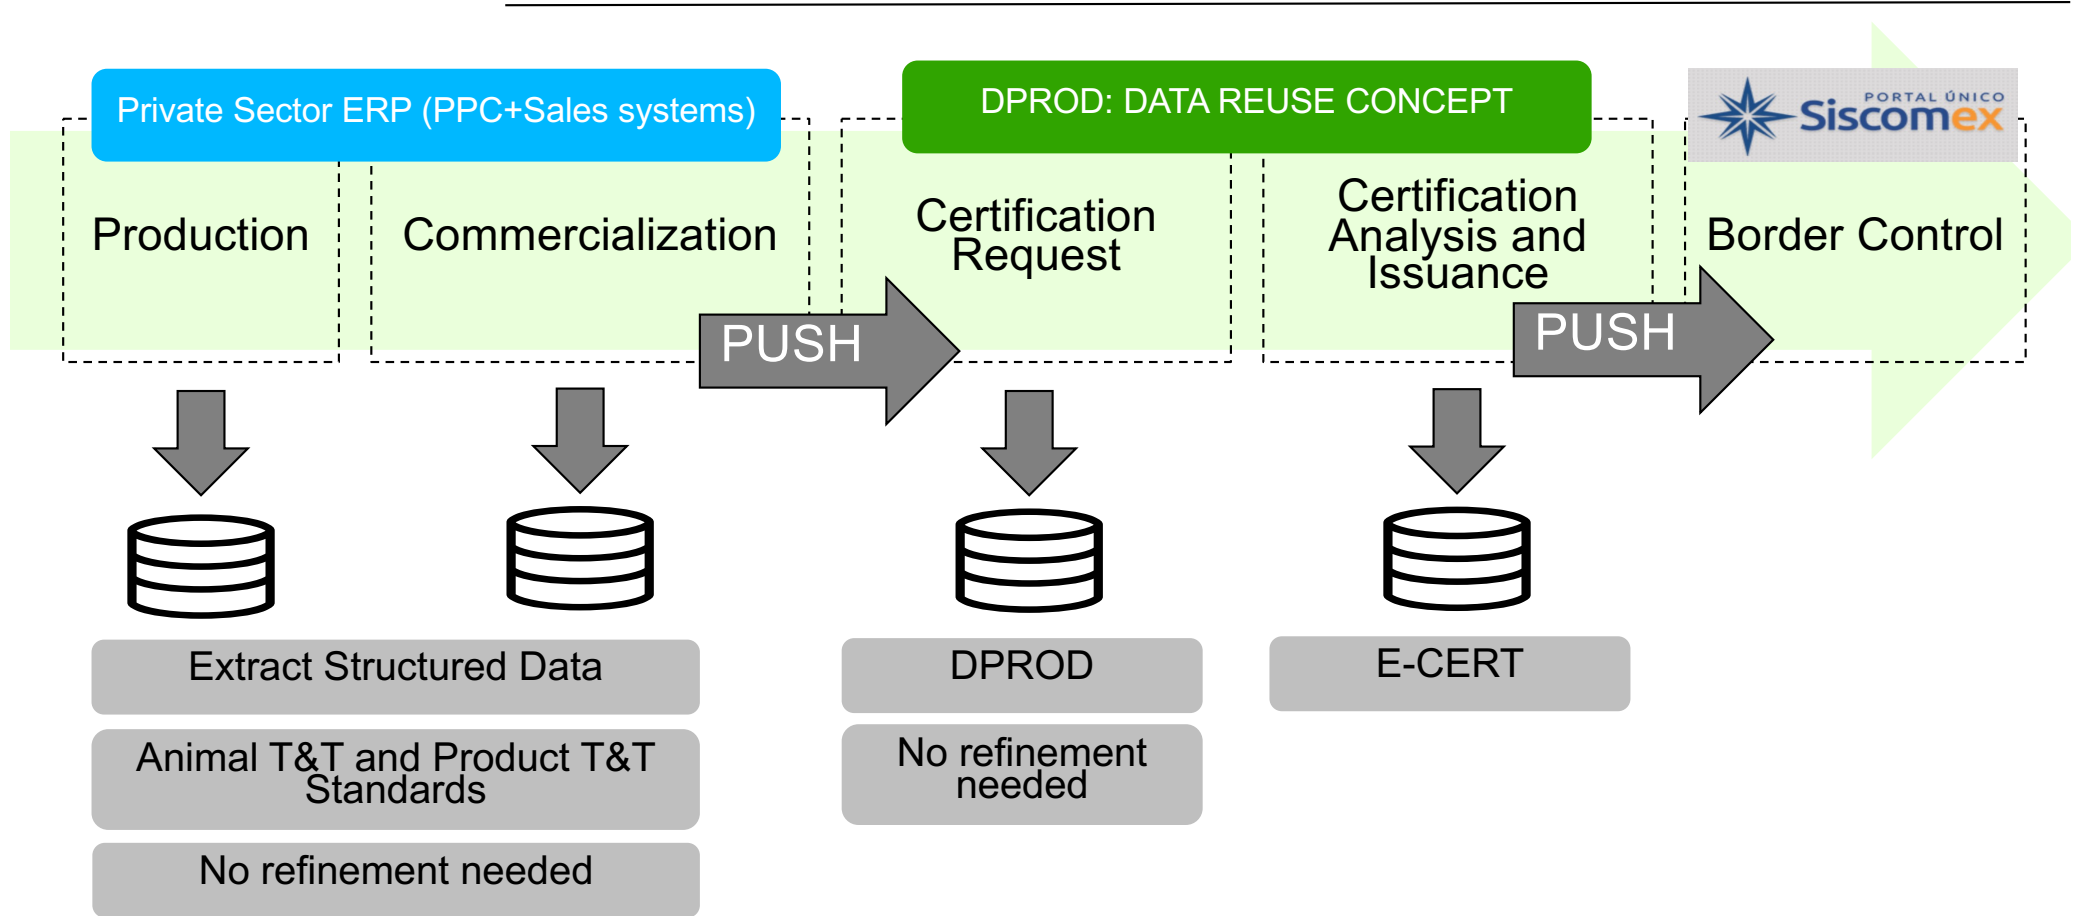 Private Sector ERP (PPC+Sales systems)
DPROD: DATA REUSE CONCEPT
PORTAL ÚNICO
Siscomex
Production
Commercialization
Certification
Request
Certification
Analysis and
Issuance
Border Control
PUSH
PUSH
Extract Structured Data
DPROD
E-CERT
Animal T&T and Product T&T
Standards
No refinement
needed
No refinement needed